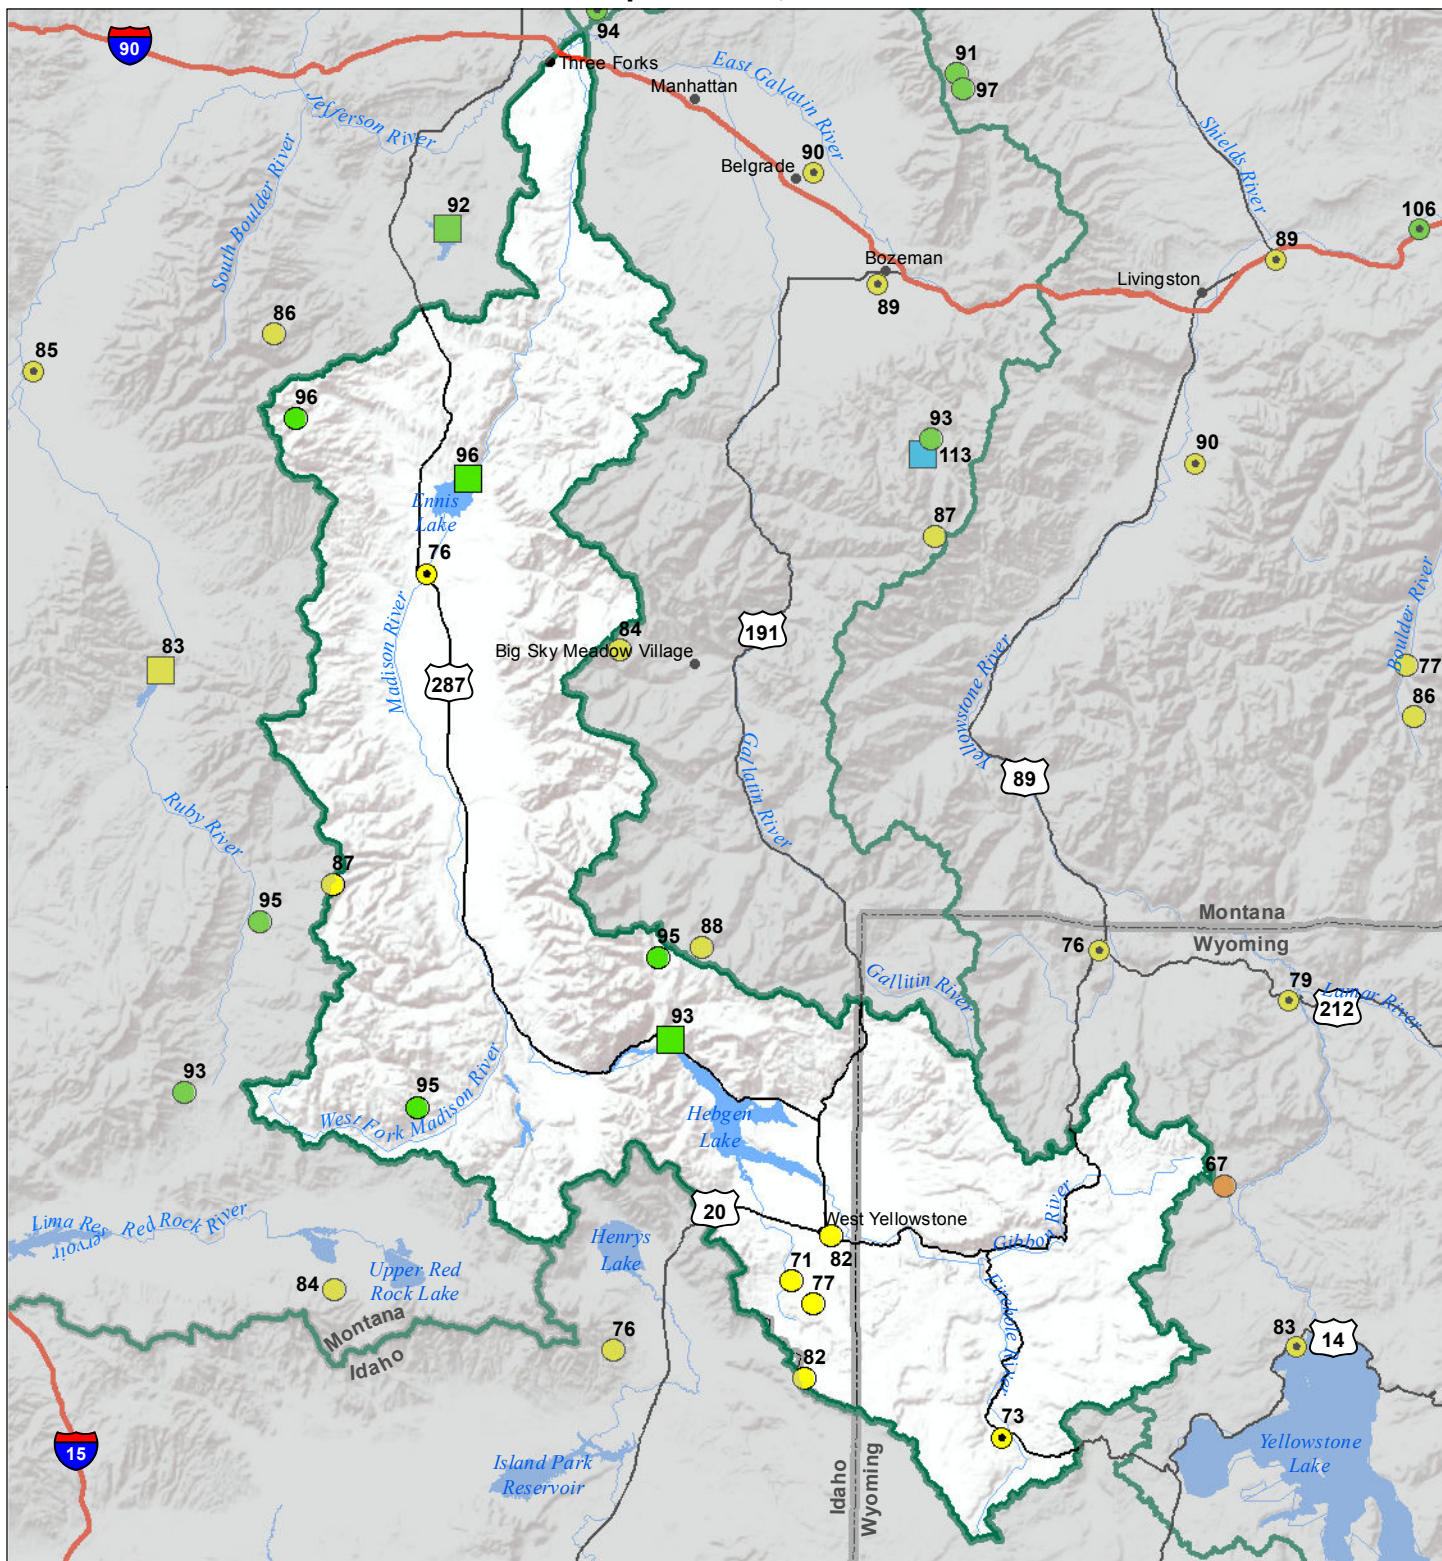 94
90
Three Forks
91
97
East Gallatin River
Manhattan
Jefferson River
Shields River
South Boulder River
90
Belgrade
92
106
89
Bozeman
89
Livingston
86
85
96
93
113
90
96
Ennis
Lake
87
76
Madison River
Boulder River
84
191
Big Sky Meadow Village
83
77
287
86
Yellowstone River
Gallatin River
89
Ruby River
87
95
Montana
Wyoming
88
95
76
Gallitin River
79
Lamar River
212
93
93
95
West Fork Madison River
Hebgen
Lake
67
20
West Yellowstone
Gibbon River
Lima Reservoir
Red Rock River
Henrys
Lake
82
71
77
Upper Red
Rock Lake
84
Firehole River
Montana
Idaho
76
82
83
14
73
15
Island Park
Reservoir
Yellowstone
Lake
Idaho
Wyoming